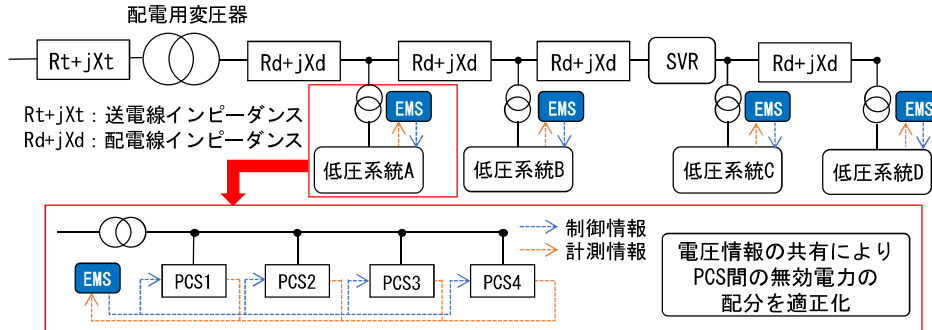 配電用変圧器
Rt+jXt
Rd+jXd
Rd+jXd
Rd+jXd
SVR
Rd+jXd
Rt+jXt：送電線インピーダンス
Rd+jXd：配電線インピーダンス
EMS
EMS
EMS
EMS
低圧系統A
低圧系統B
低圧系統C
低圧系統D
制御情報
計測情報
EMS
PCS1
PCS2
PCS3
PCS4
電圧情報の共有により
PCS間の無効電力の
配分を適正化